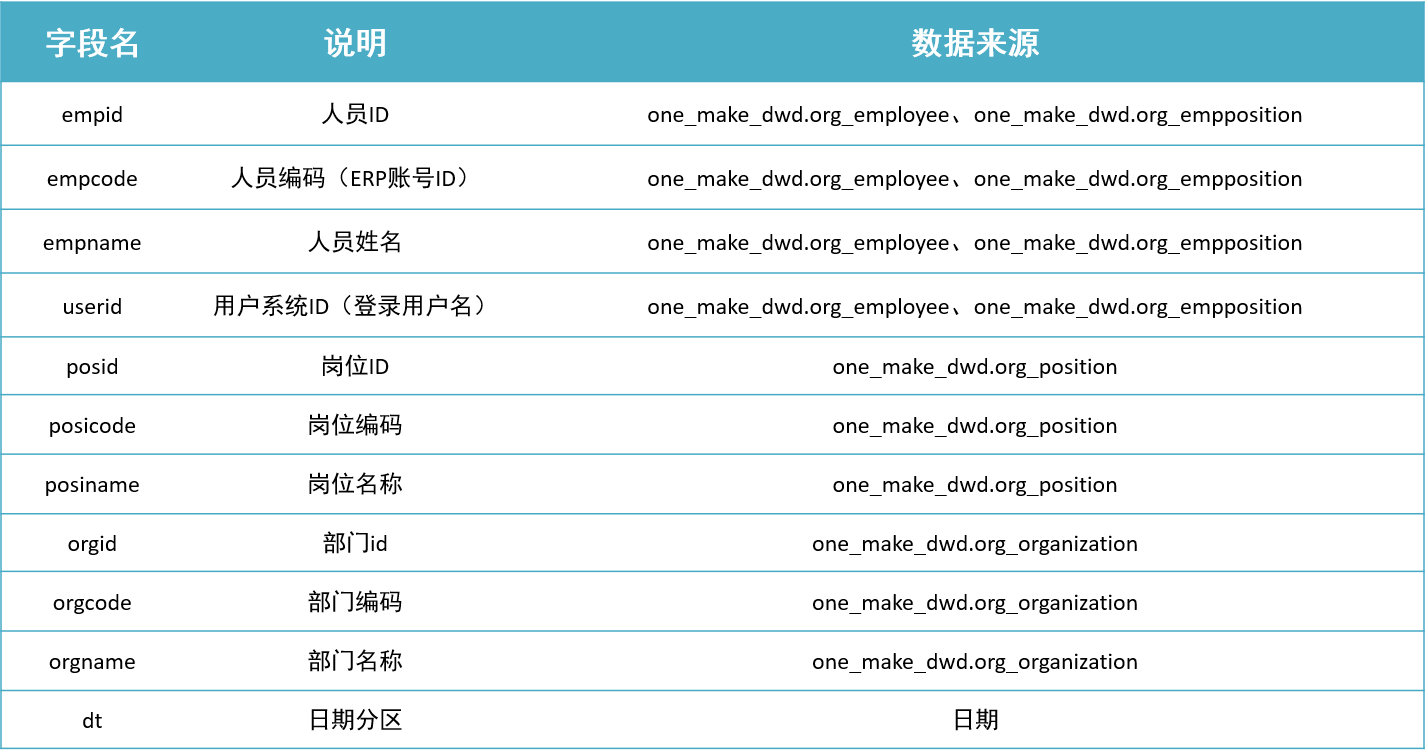 字段名 说明 数据来源
empid 人员ID one_make_dwd.org_employee、one_make_dwd.org_empposition
empcode 人员编码（ERP账号ID） one_make_dwd.org_employee、one_make_dwd.org_empposition
empname 人员姓名 one_make_dwd.org_employee、one_make_dwd.org_empposition
userid 用户系统ID（登录用户名） one_make_dwd.org_employee、one_make_dwd.org_empposition
posid 岗位ID one_make_dwd.org_position
posicode 岗位编码 one_make_dwd.org_position
posiname 岗位名称 one_make_dwd.org_position
orgid 部门id one_make_dwd.org_organization
orgcode 部门编码 one_make_dwd.org_organization
orgname 部门名称 one_make_dwd.org_organization
dt 日期分区 日期